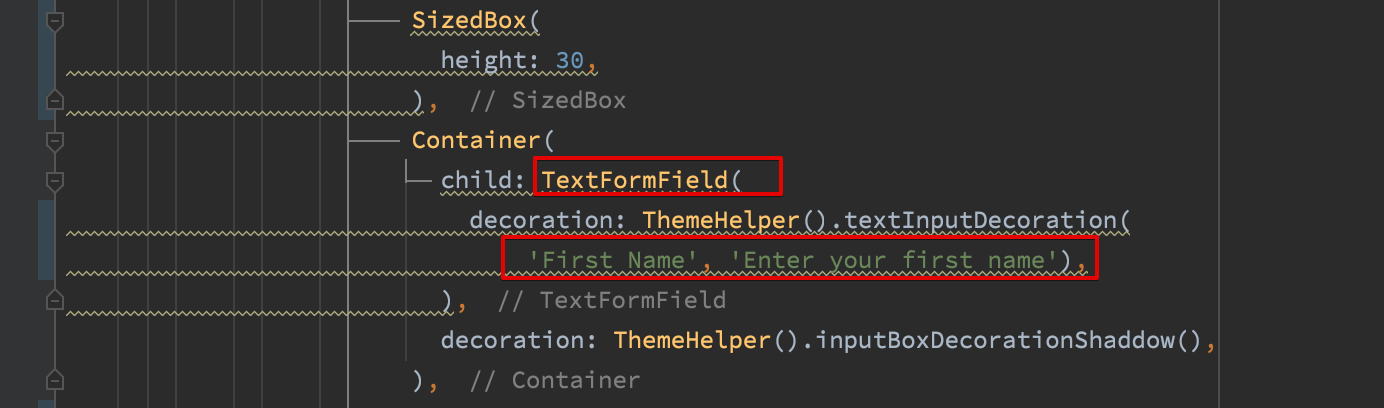 SizedBox(
height: 30,
), // SizedBox
Container(
child: TextFormField(
decoration: ThemeHelper().textInputDecoration(
'First Name', 'Enter your first name'),
), // TextFormField
decoration: ThemeHelper().inputBoxDecorationShaddow(),
), // Container